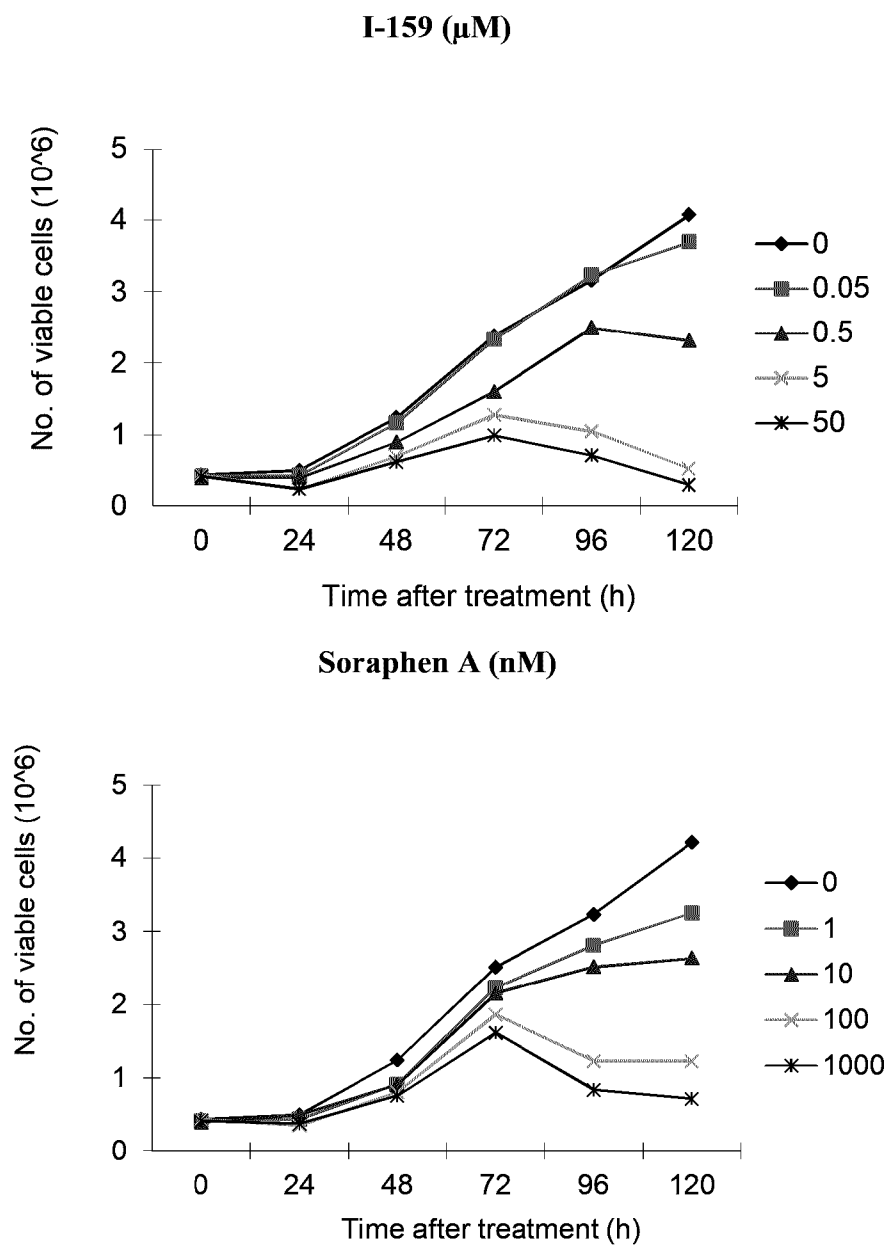 I-159 (μM)
No. of viable cells (10^6)
5
4
3
2
1
0
0 24 48 72 96 120
Time after treatment (h)
0
0.05
0.5
5
50
Soraphen A (nM)
No. of viable cells (10^6)
5
4
3
2
1
0
0 24 48 72 96 120
Time after treatment (h)
0
1
10
100
1000